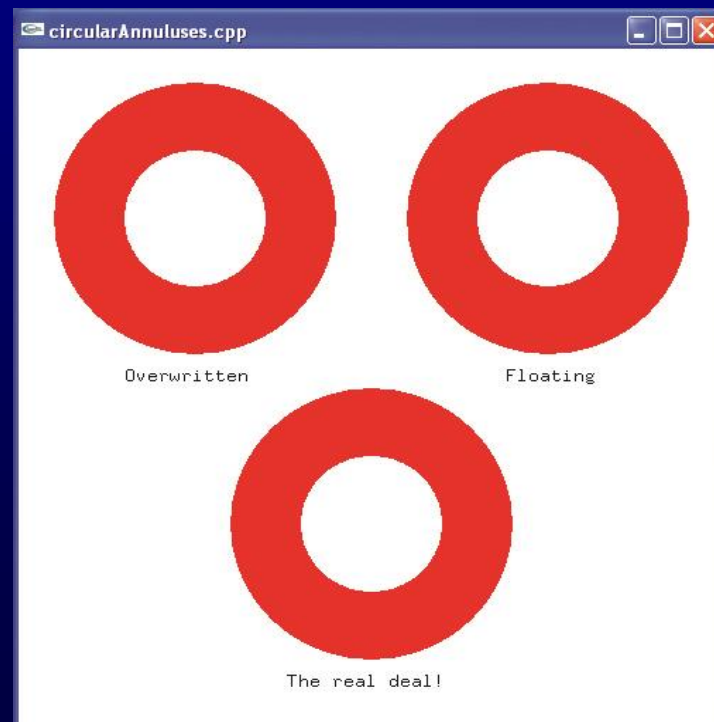 circularAnnuluses.cpp
Overwritten
Floating
The real deal!